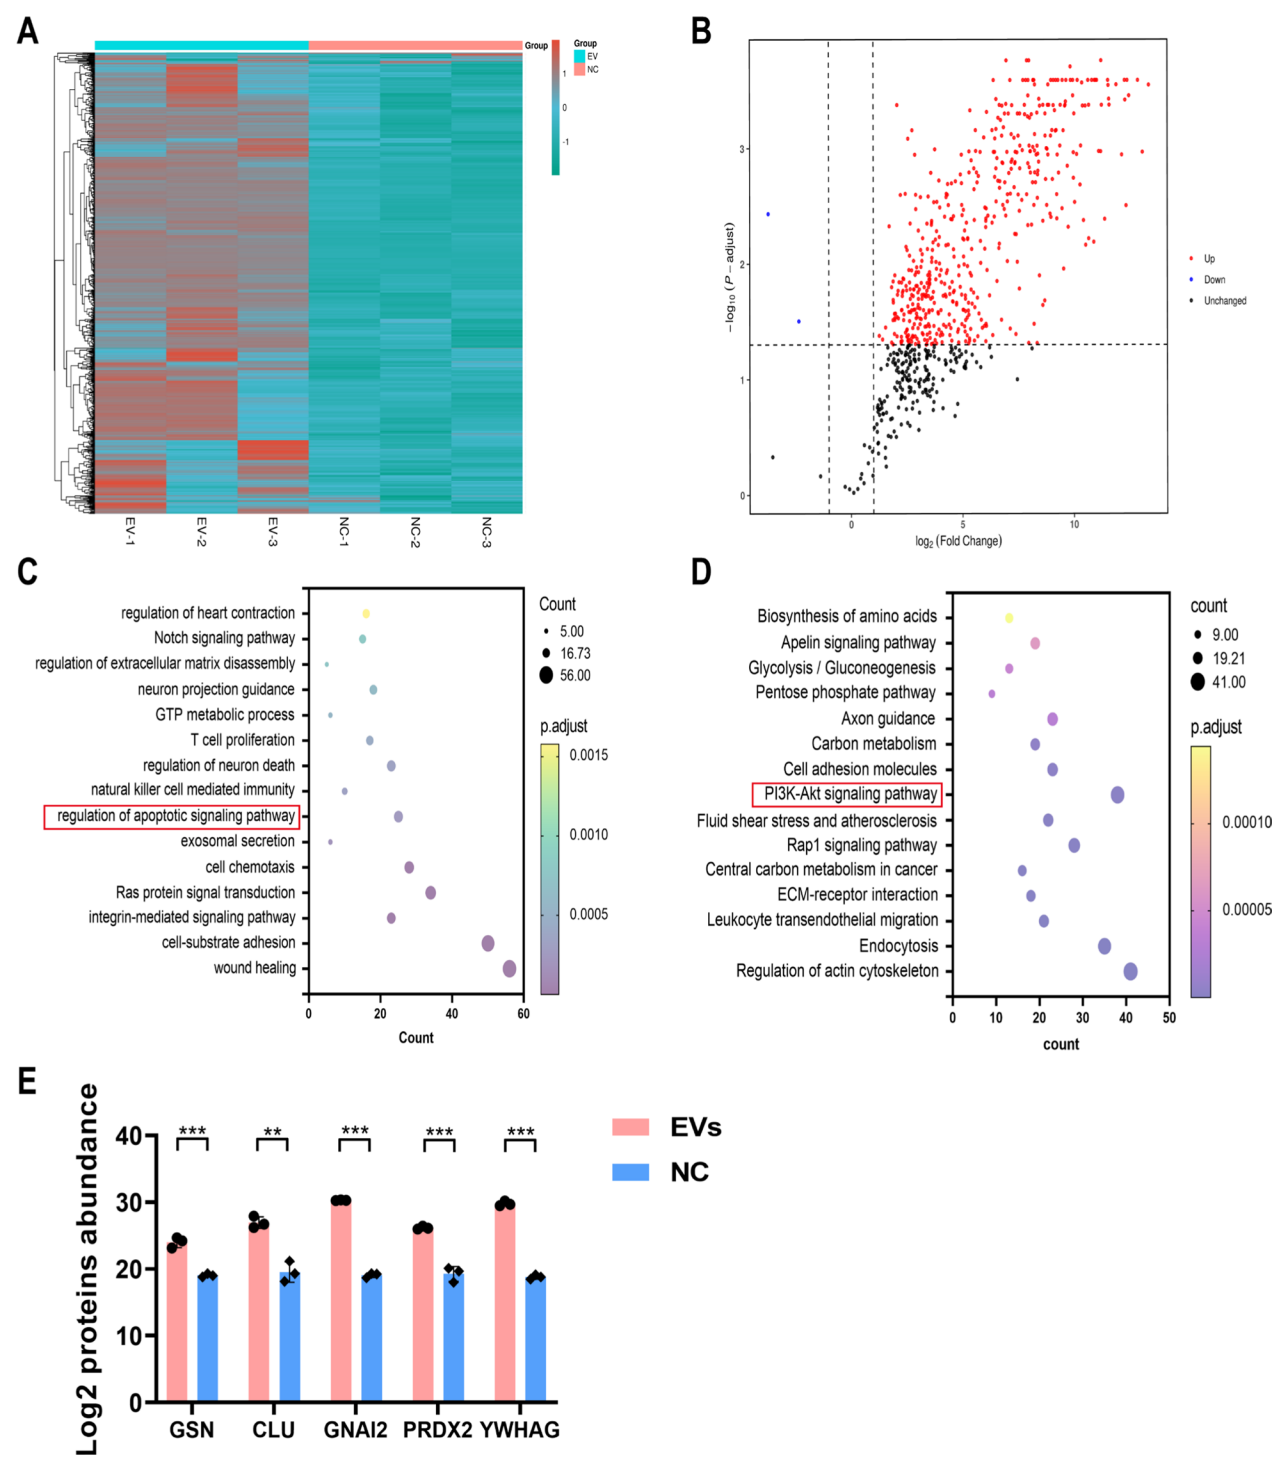 A
Group
Group
EV
NC
1
0
-1
EV-1
EV-2
EV-3
NC-1
NC-2
NC-3
B
−log10 (P − adjust)
3
2
1
0
0
5
10
log2 (Fold Change)
Up
Down
Unchanged
C
regulation of heart contraction
Notch signaling pathway
regulation of extracellular matrix disassembly
neuron projection guidance
GTP metabolic process
T cell proliferation
regulation of neuron death
natural killer cell mediated immunity
regulation of apoptotic signaling pathway
exosomal secretion
cell chemotaxis
Ras protein signal transduction
integrin-mediated signaling pathway
cell-substrate adhesion
wound healing
0
20
40
60
Count
Count
5.00
16.73
56.00
p.adjust
0.0015
0.0010
0.0005
D
Biosynthesis of amino acids
Apelin signaling pathway
Glycolysis / Gluconeogenesis
Pentose phosphate pathway
Axon guidance
Carbon metabolism
Cell adhesion molecules
PI3K-Akt signaling pathway
Fluid shear stress and atherosclerosis
Rap1 signaling pathway
Central carbon metabolism in cancer
ECM-receptor interaction
Leukocyte transendothelial migration
Endocytosis
Regulation of actin cytoskeleton
0
10
20
30
40
50
count
count
9.00
19.21
41.00
p.adjust
0.00010
0.00005
E
Log2 proteins abundance
40
30
20
10
0
***
**
***
***
***
GSN
CLU
GNAI2
PRDX2
YWHAG
EVs
NC